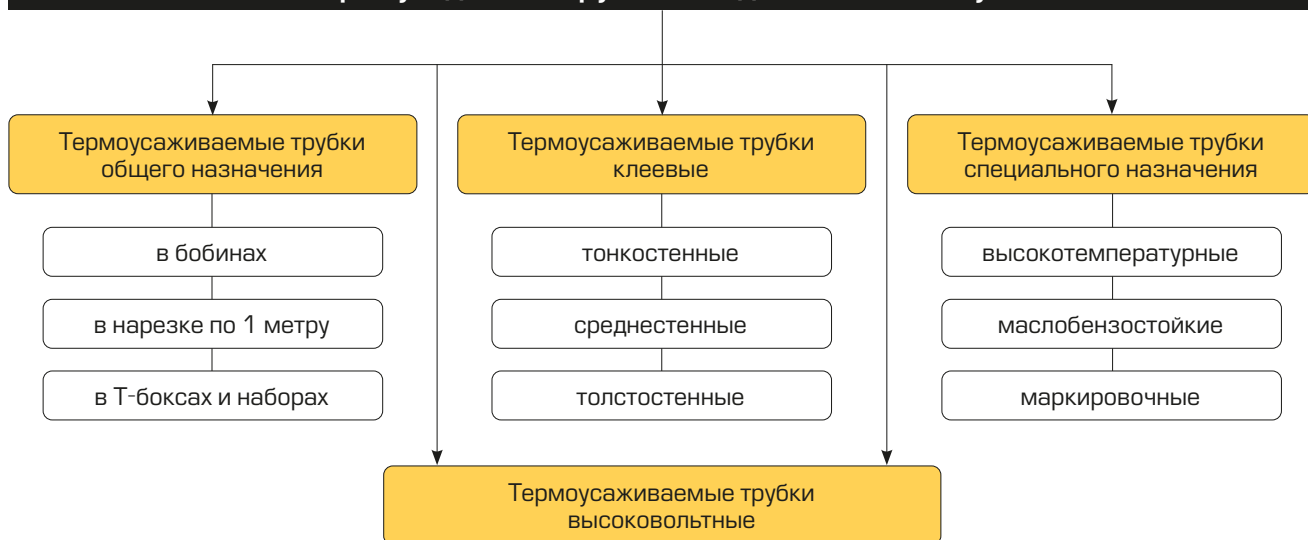 Термоусаживаемые трубки
общего назначения
Термоусаживаемые трубки
клеевые
Термоусаживаемые трубки
специального назначения
в бобинах
тонкостенные
высокотемпературные
в нарезке по 1 метру
среднестенные
маслобензостойкие
в Т-боксах и наборах
толстостенные
маркировочные
Термоусаживаемые трубки
высоковольтные